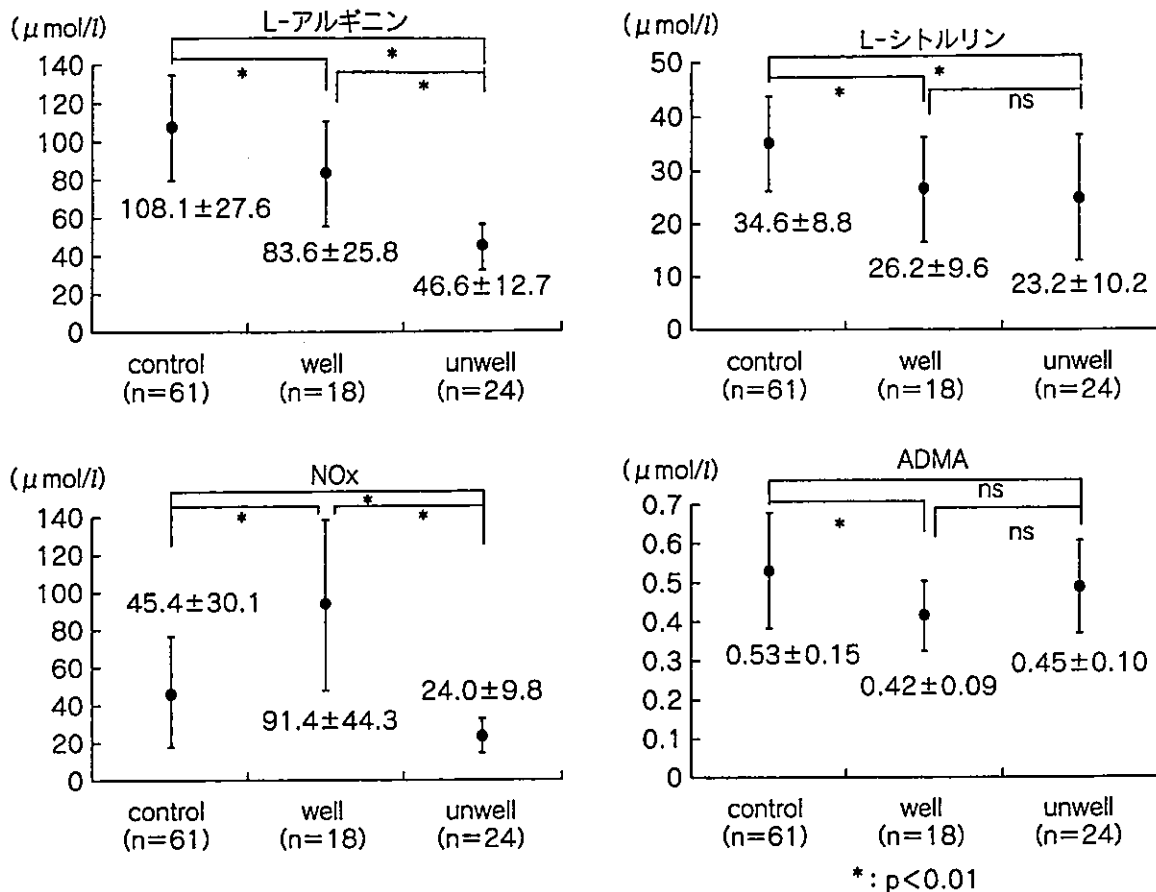 L-アルギニン
(μmol/l)
*
*
*
140
120
100
80
60
40
20
0
108.1±27.6
83.6±25.8
46.6±12.7
control
(n=61)
well
(n=18)
unwell
(n=24)
L-シトルリン
(μmol/l)
*
*
ns
50
40
30
20
10
0
34.6±8.8
26.2±9.6
23.2±10.2
control
(n=61)
well
(n=18)
unwell
(n=24)
NOx
(μmol/l)
*
*
*
140
120
100
80
60
40
20
0
45.4±30.1
91.4±44.3
24.0±9.8
control
(n=61)
well
(n=18)
unwell
(n=24)
ADMA
(μmol/l)
ns
*
ns
0.7
0.6
0.5
0.4
0.3
0.2
0.1
0
0.53±0.15
0.42±0.09
0.45±0.10
control
(n=61)
well
(n=18)
unwell
(n=24)
*: p<0.01